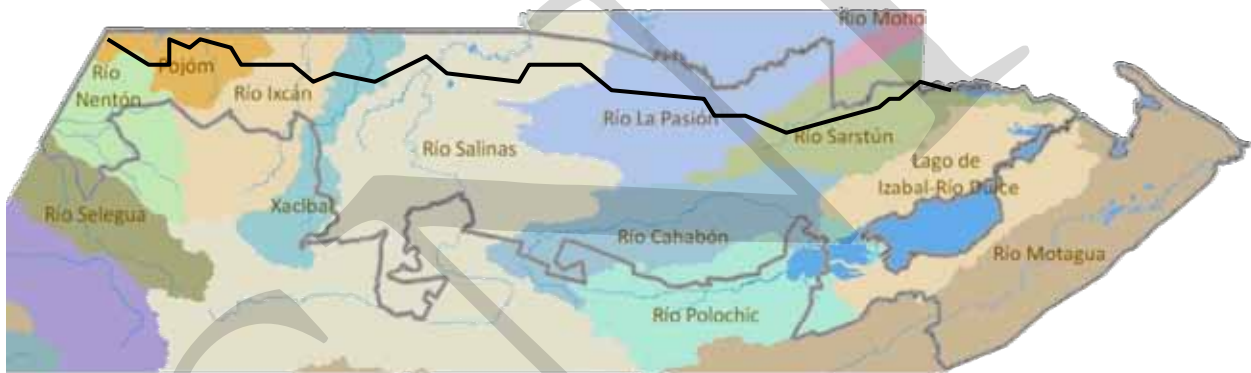 Río Moho
Pojóm
Río
Nentón
Río Ixcán
Río La Pasión
Río Sarstún
Río Salinas
Lago de
Izabal-Río Dulce
Xacibal
Río Selegua
Río Cahabón
Río Motagua
Río Polochic